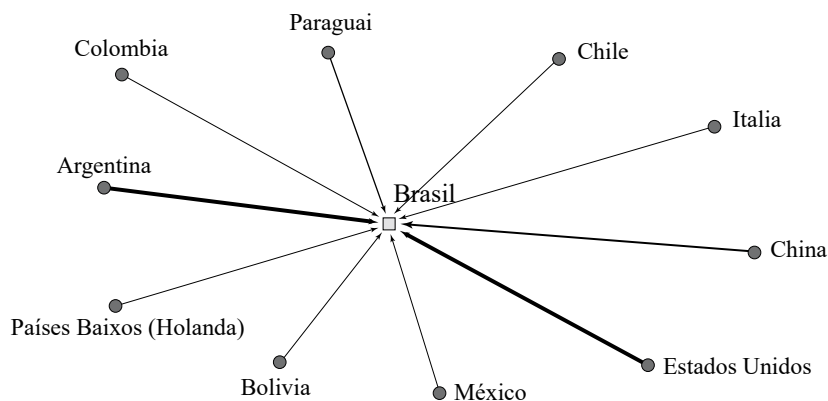 Paraguai
Colombia
Chile
Italia
Argentina
Brasil
China
Países Baixos (Holanda)
Estados Unidos
Bolivia
México